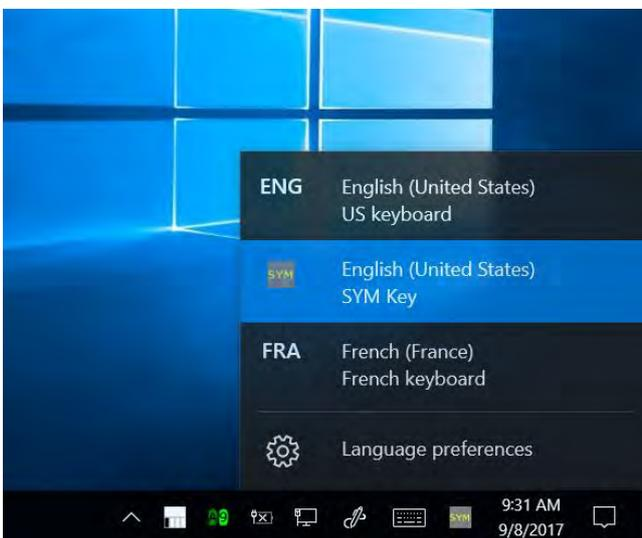 ENG English (United States)
US keyboard
SYM English (United States)
SYM Key
FRA French (France)
French keyboard
Language preferences
SYM 9:31 AM
9/8/2017